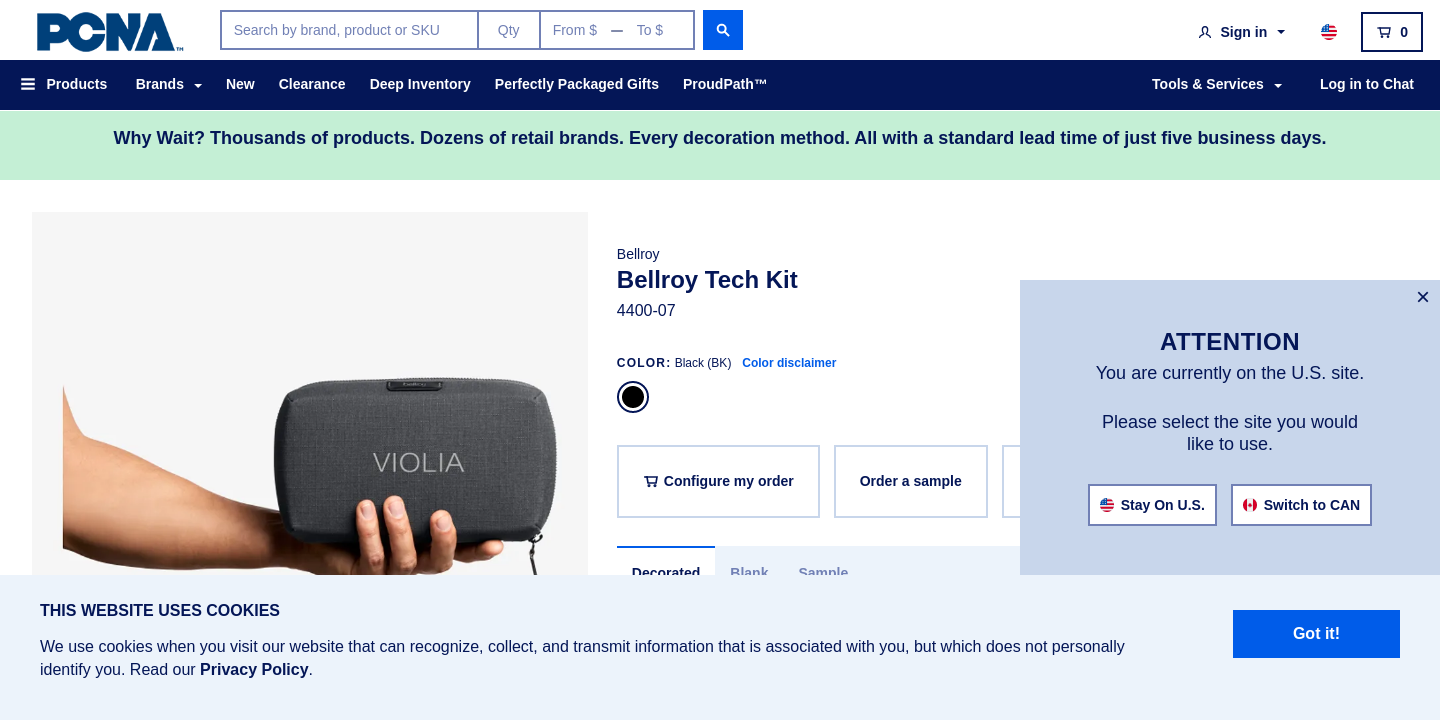 PCNA™
Search by brand, product or SKU
Qty
From $ — To $
Sign in
0
Products
Brands
New
Clearance
Deep Inventory
Perfectly Packaged Gifts
ProudPath™
Tools & Services
Log in to Chat
Why Wait? Thousands of products. Dozens of retail brands. Every decoration method. All with a standard lead time of just five business days.
VIOLIA
Bellroy
Bellroy Tech Kit
4400-07
COLOR: Black (BK) Color disclaimer
Configure my order
Order a sample
Decorated
Blank
Sample
×
ATTENTION
You are currently on the U.S. site.
Please select the site you would
like to use.
Stay On U.S.
Switch to CAN
THIS WEBSITE USES COOKIES
We use cookies when you visit our website that can recognize, collect, and transmit information that is associated with you, but which does not personally
identify you. Read our Privacy Policy.
Got it!